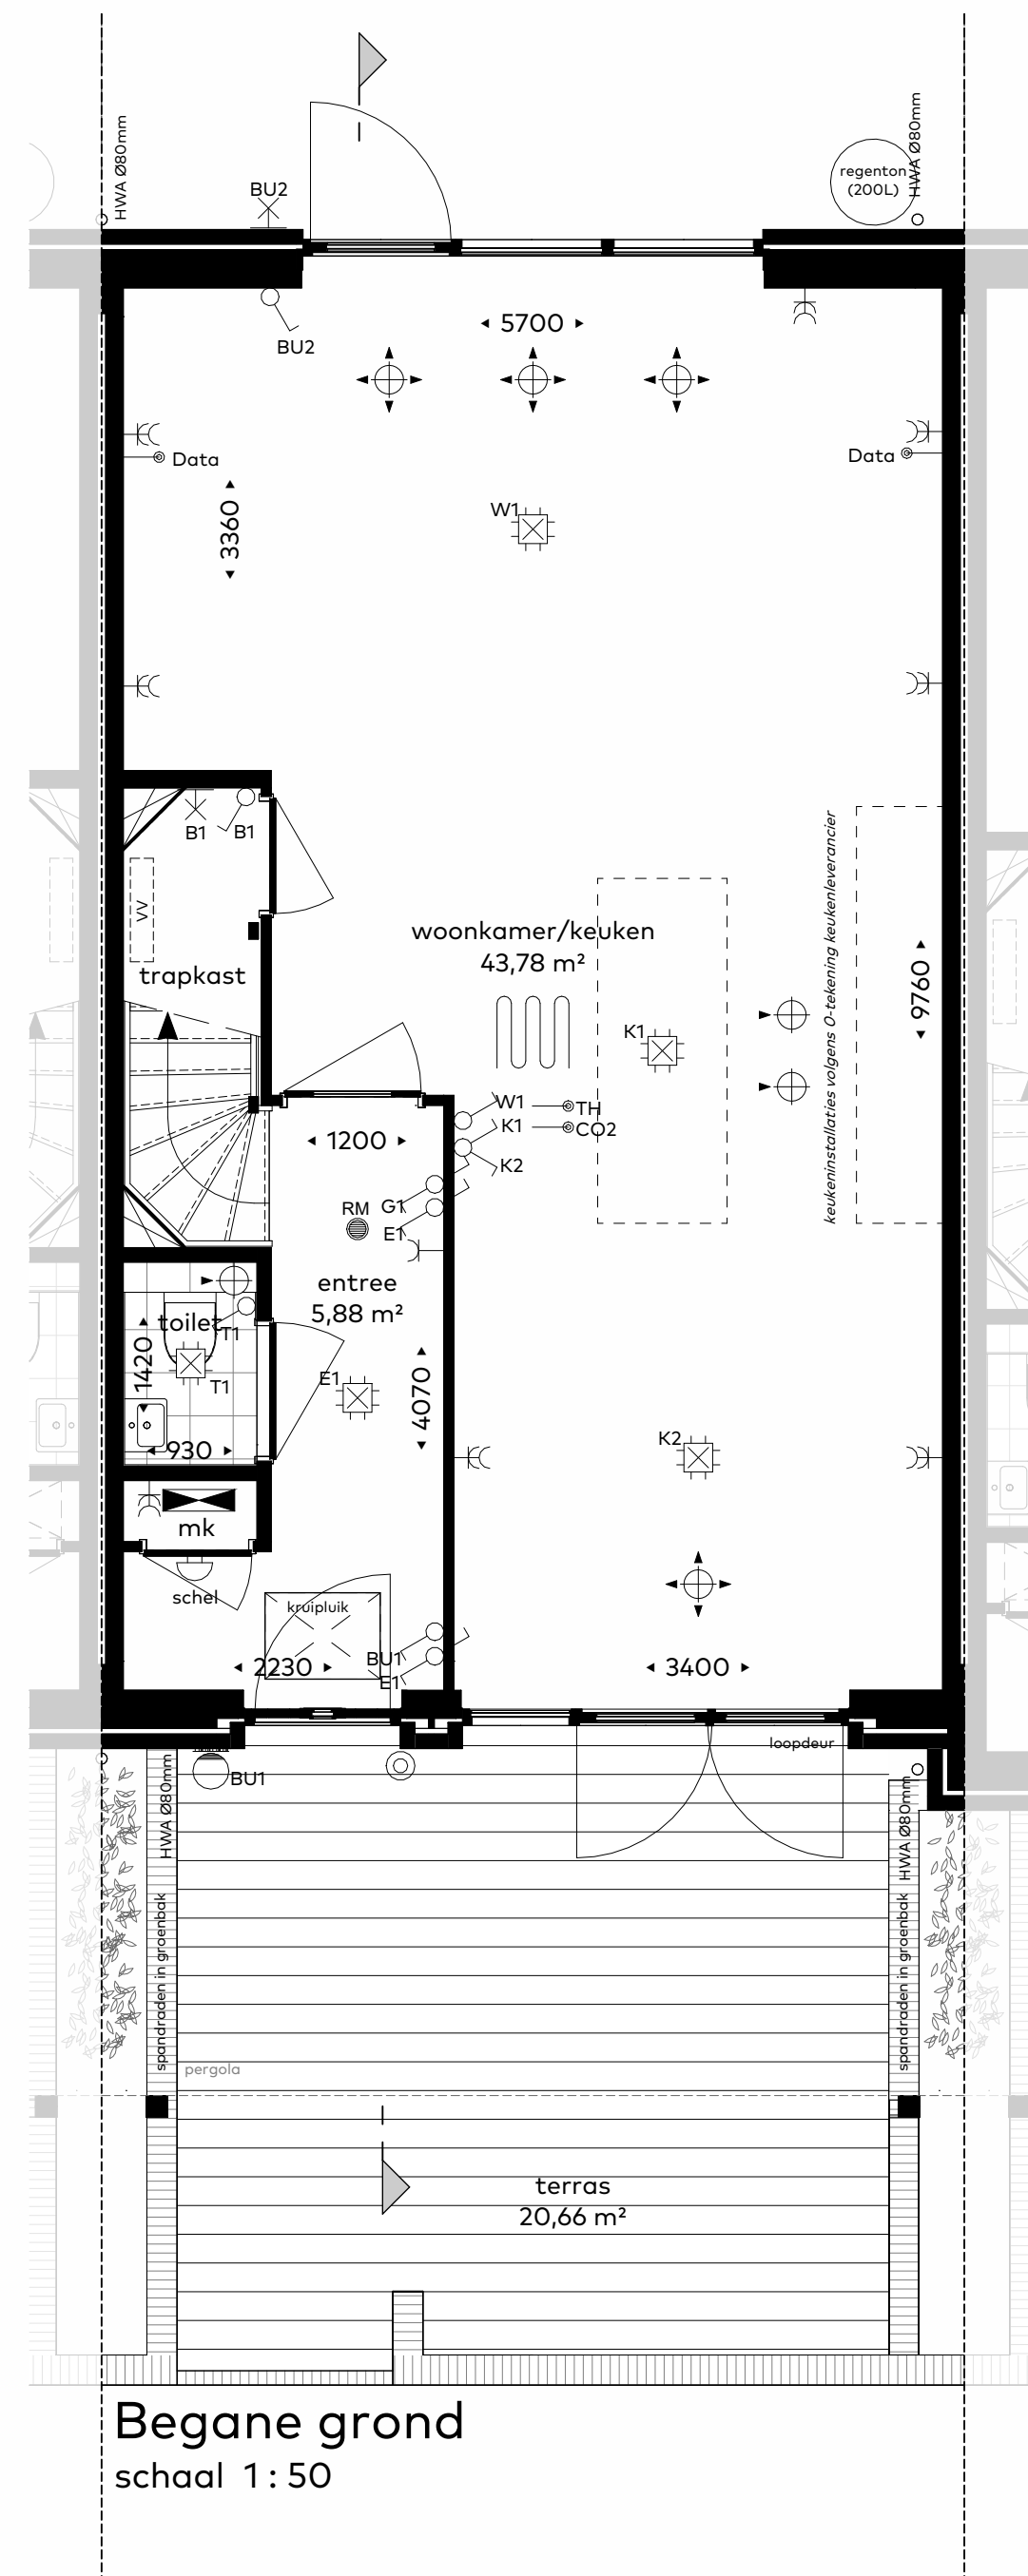 HWA Ø80mm
HWA Ø80mm
regenton
(200L)
BU2
BU2
5700
Data
Data
W1
3360
B1
B1
VV
trapkast
woonkamer/keuken
43,78 m²
keukeninstallaties volgens 0-tekening keukenleverancier
9760
K1
W1
TH
K1
CO2
K2
1200
RM
G1
E1
entree
5,88 m²
toilet
T1
1420
T1
E1
4070
930
K2
mk
schel
kruipluik
BU1
E1
2230
3400
loopdeur
BU1
HWA Ø80mm
HWA Ø80mm
spandraden in groenbak
spandraden in groenbak
pergola
terras
20,66 m²
Begane grond
schaal 1 : 50